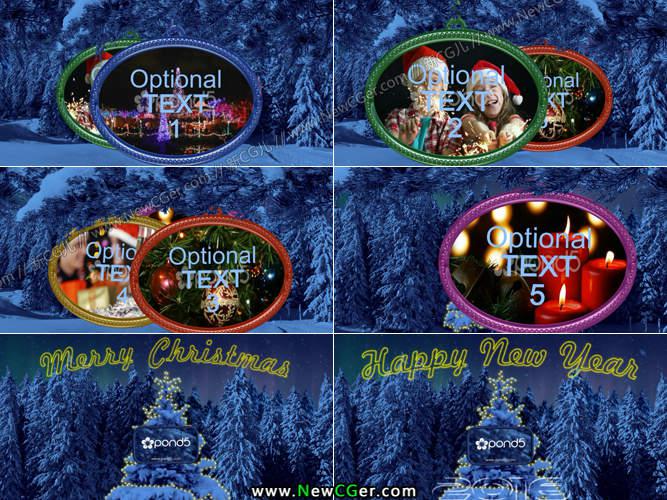 Optional
TEXT
1
Optional
TEXT
2
TEXT
Optional
TEXT
4
Optional
TEXT
3
Optional
TEXT
5
Merry Christmas
Happy New Year
pond5
pond5
www.NewCGer.com